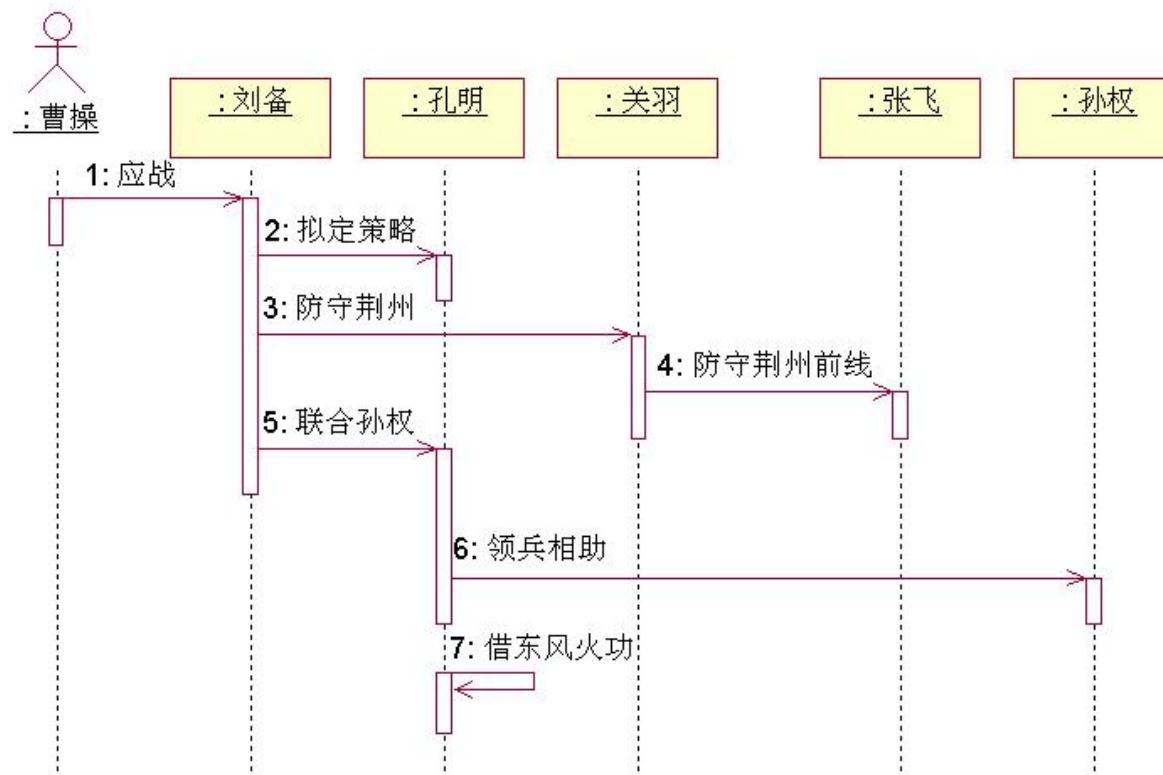 : 曹操
: 刘备
: 孔明
: 关羽
: 张飞
: 孙权
1: 应战
2: 拟定策略
3: 防守荆州
4: 防守荆州前线
5: 联合孙权
6: 领兵相助
7: 借东风火功